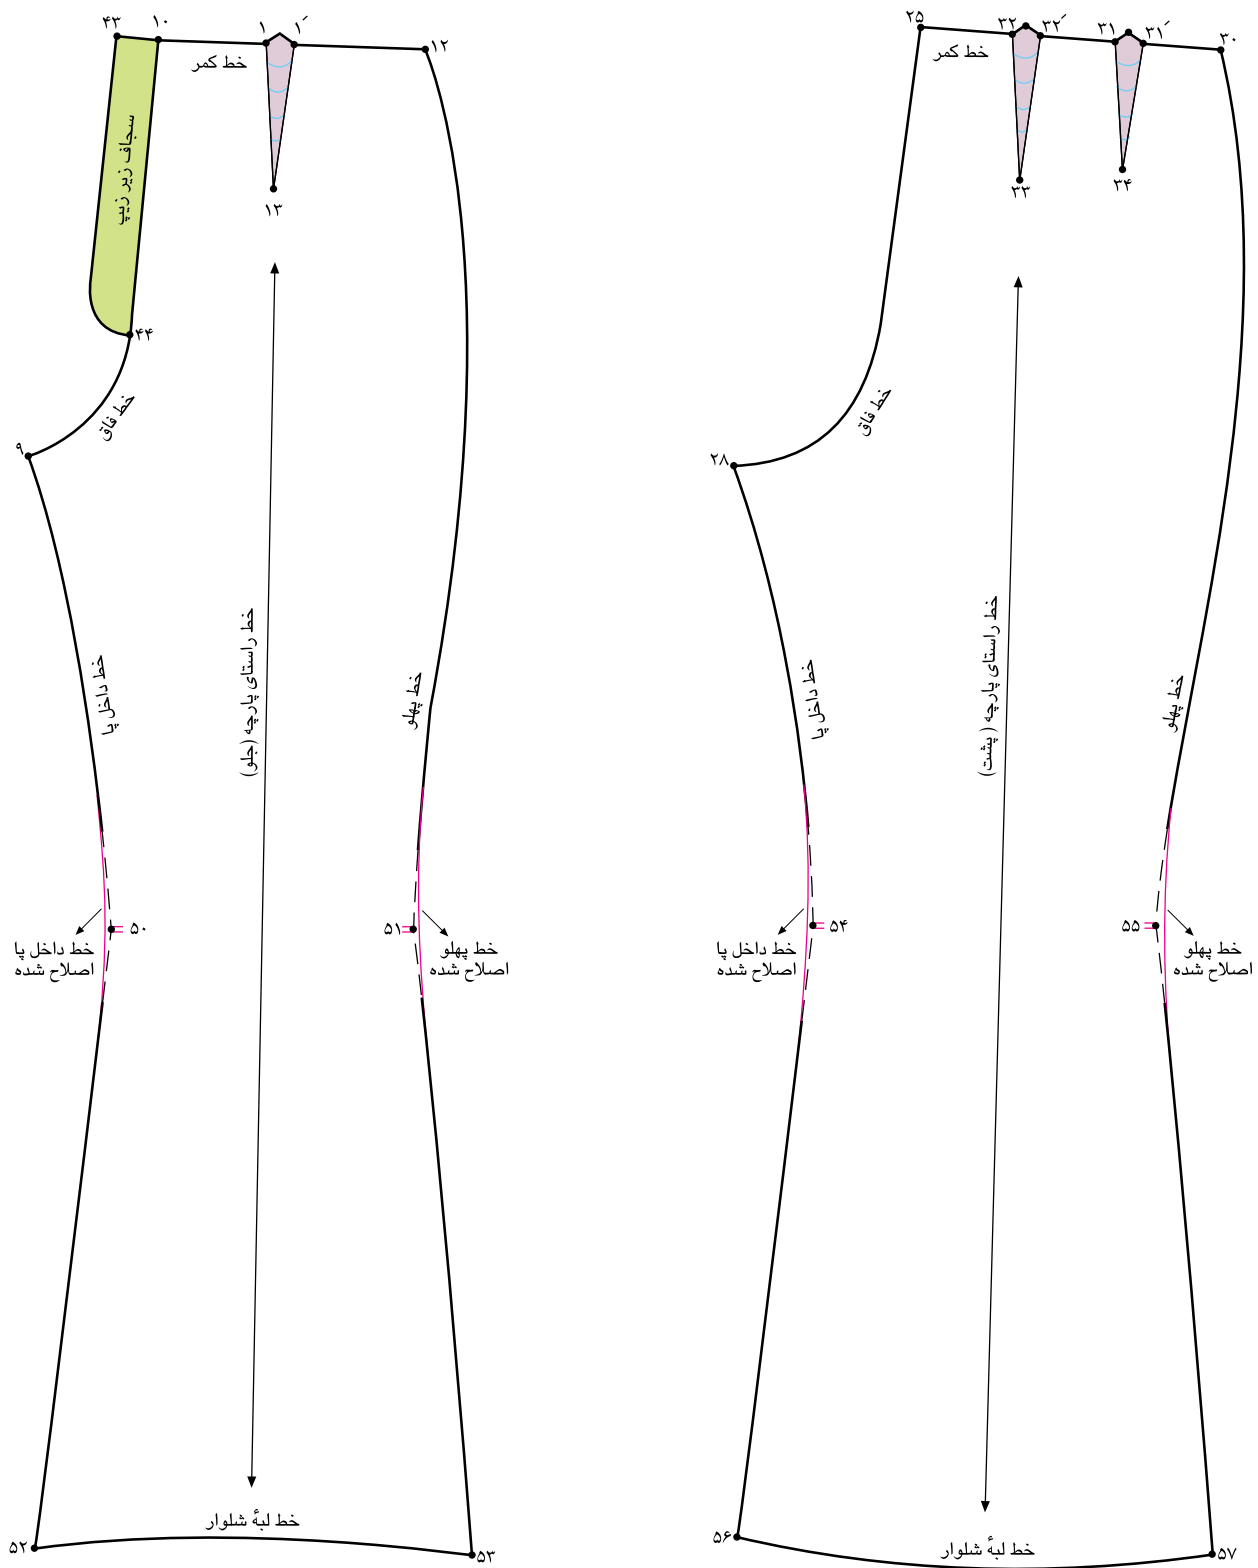 ۴۳
۱۰
۱
۱َ
۱۲
خط کمر
سجاف زیر زیپ
۱۳
۴۴
خط فاق
۹
خط راستای پارچه (جلو)
خط داخل پا
خط پهلو
۵۰
۵۱
خط داخل پا
اصلاح شده
خط پهلو
اصلاح شده
خط لبهٔ شلوار
۵۲
۵۳
۲۵
۳۲
۳۲َ
۳۱
۳۱َ
۳۰
خط کمر
۳۳
۳۴
خط فاق
۲۸
خط راستای پارچه (پشت)
خط داخل پا
خط پهلو
۵۴
۵۵
خط داخل پا
اصلاح شده
خط پهلو
اصلاح شده
۵۶
خط لبهٔ شلوار
۵۷